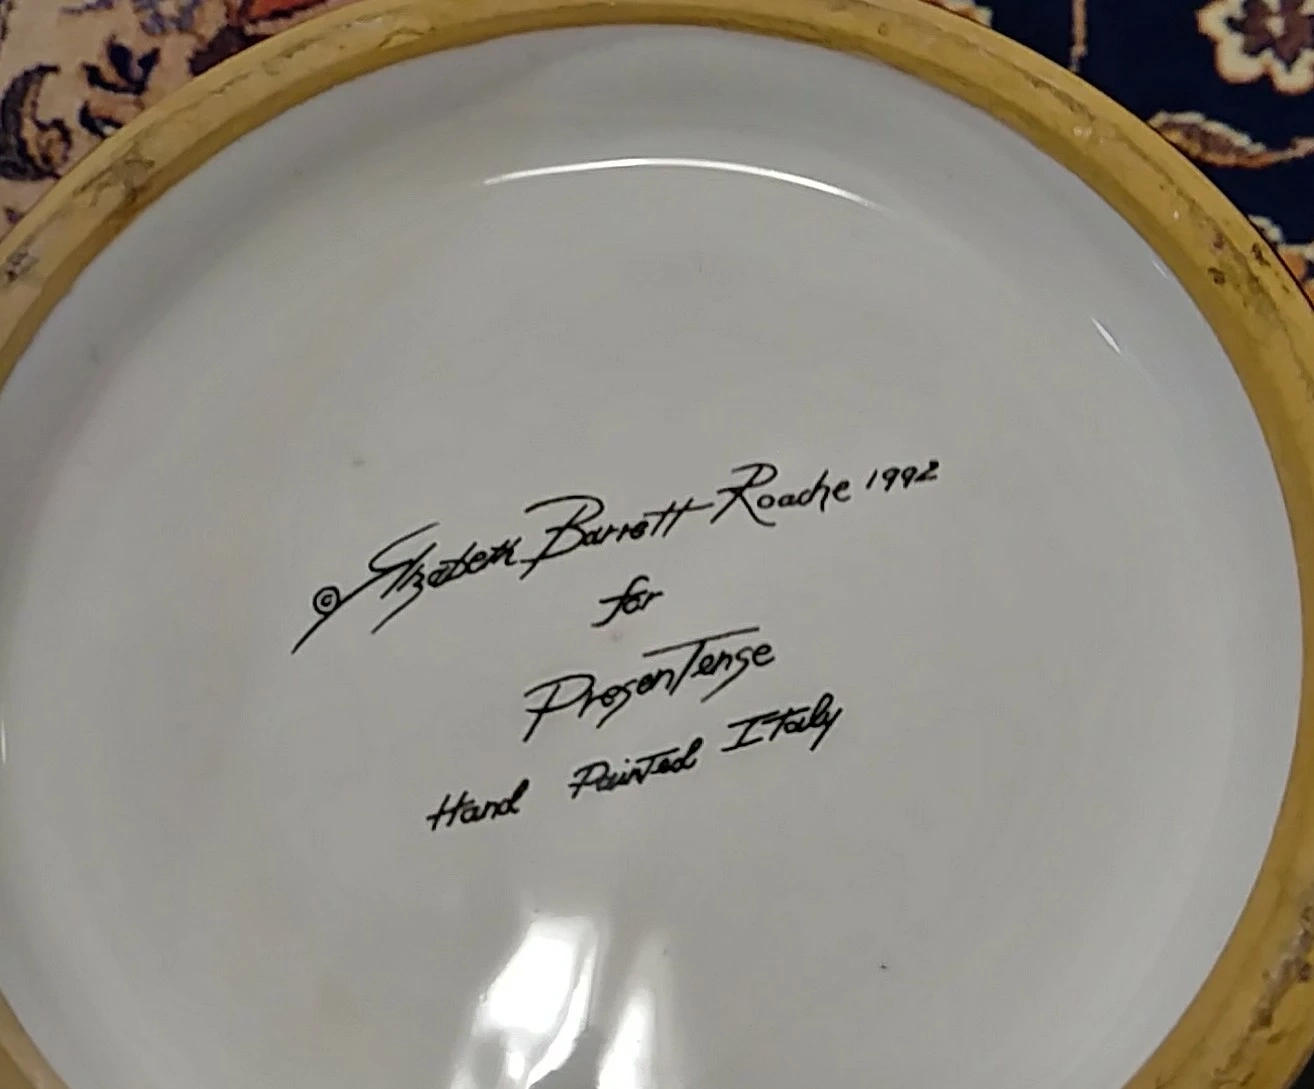 © Elizabeth Barrett-Roache 1992
for
PresenTense
Hand Painted Italy